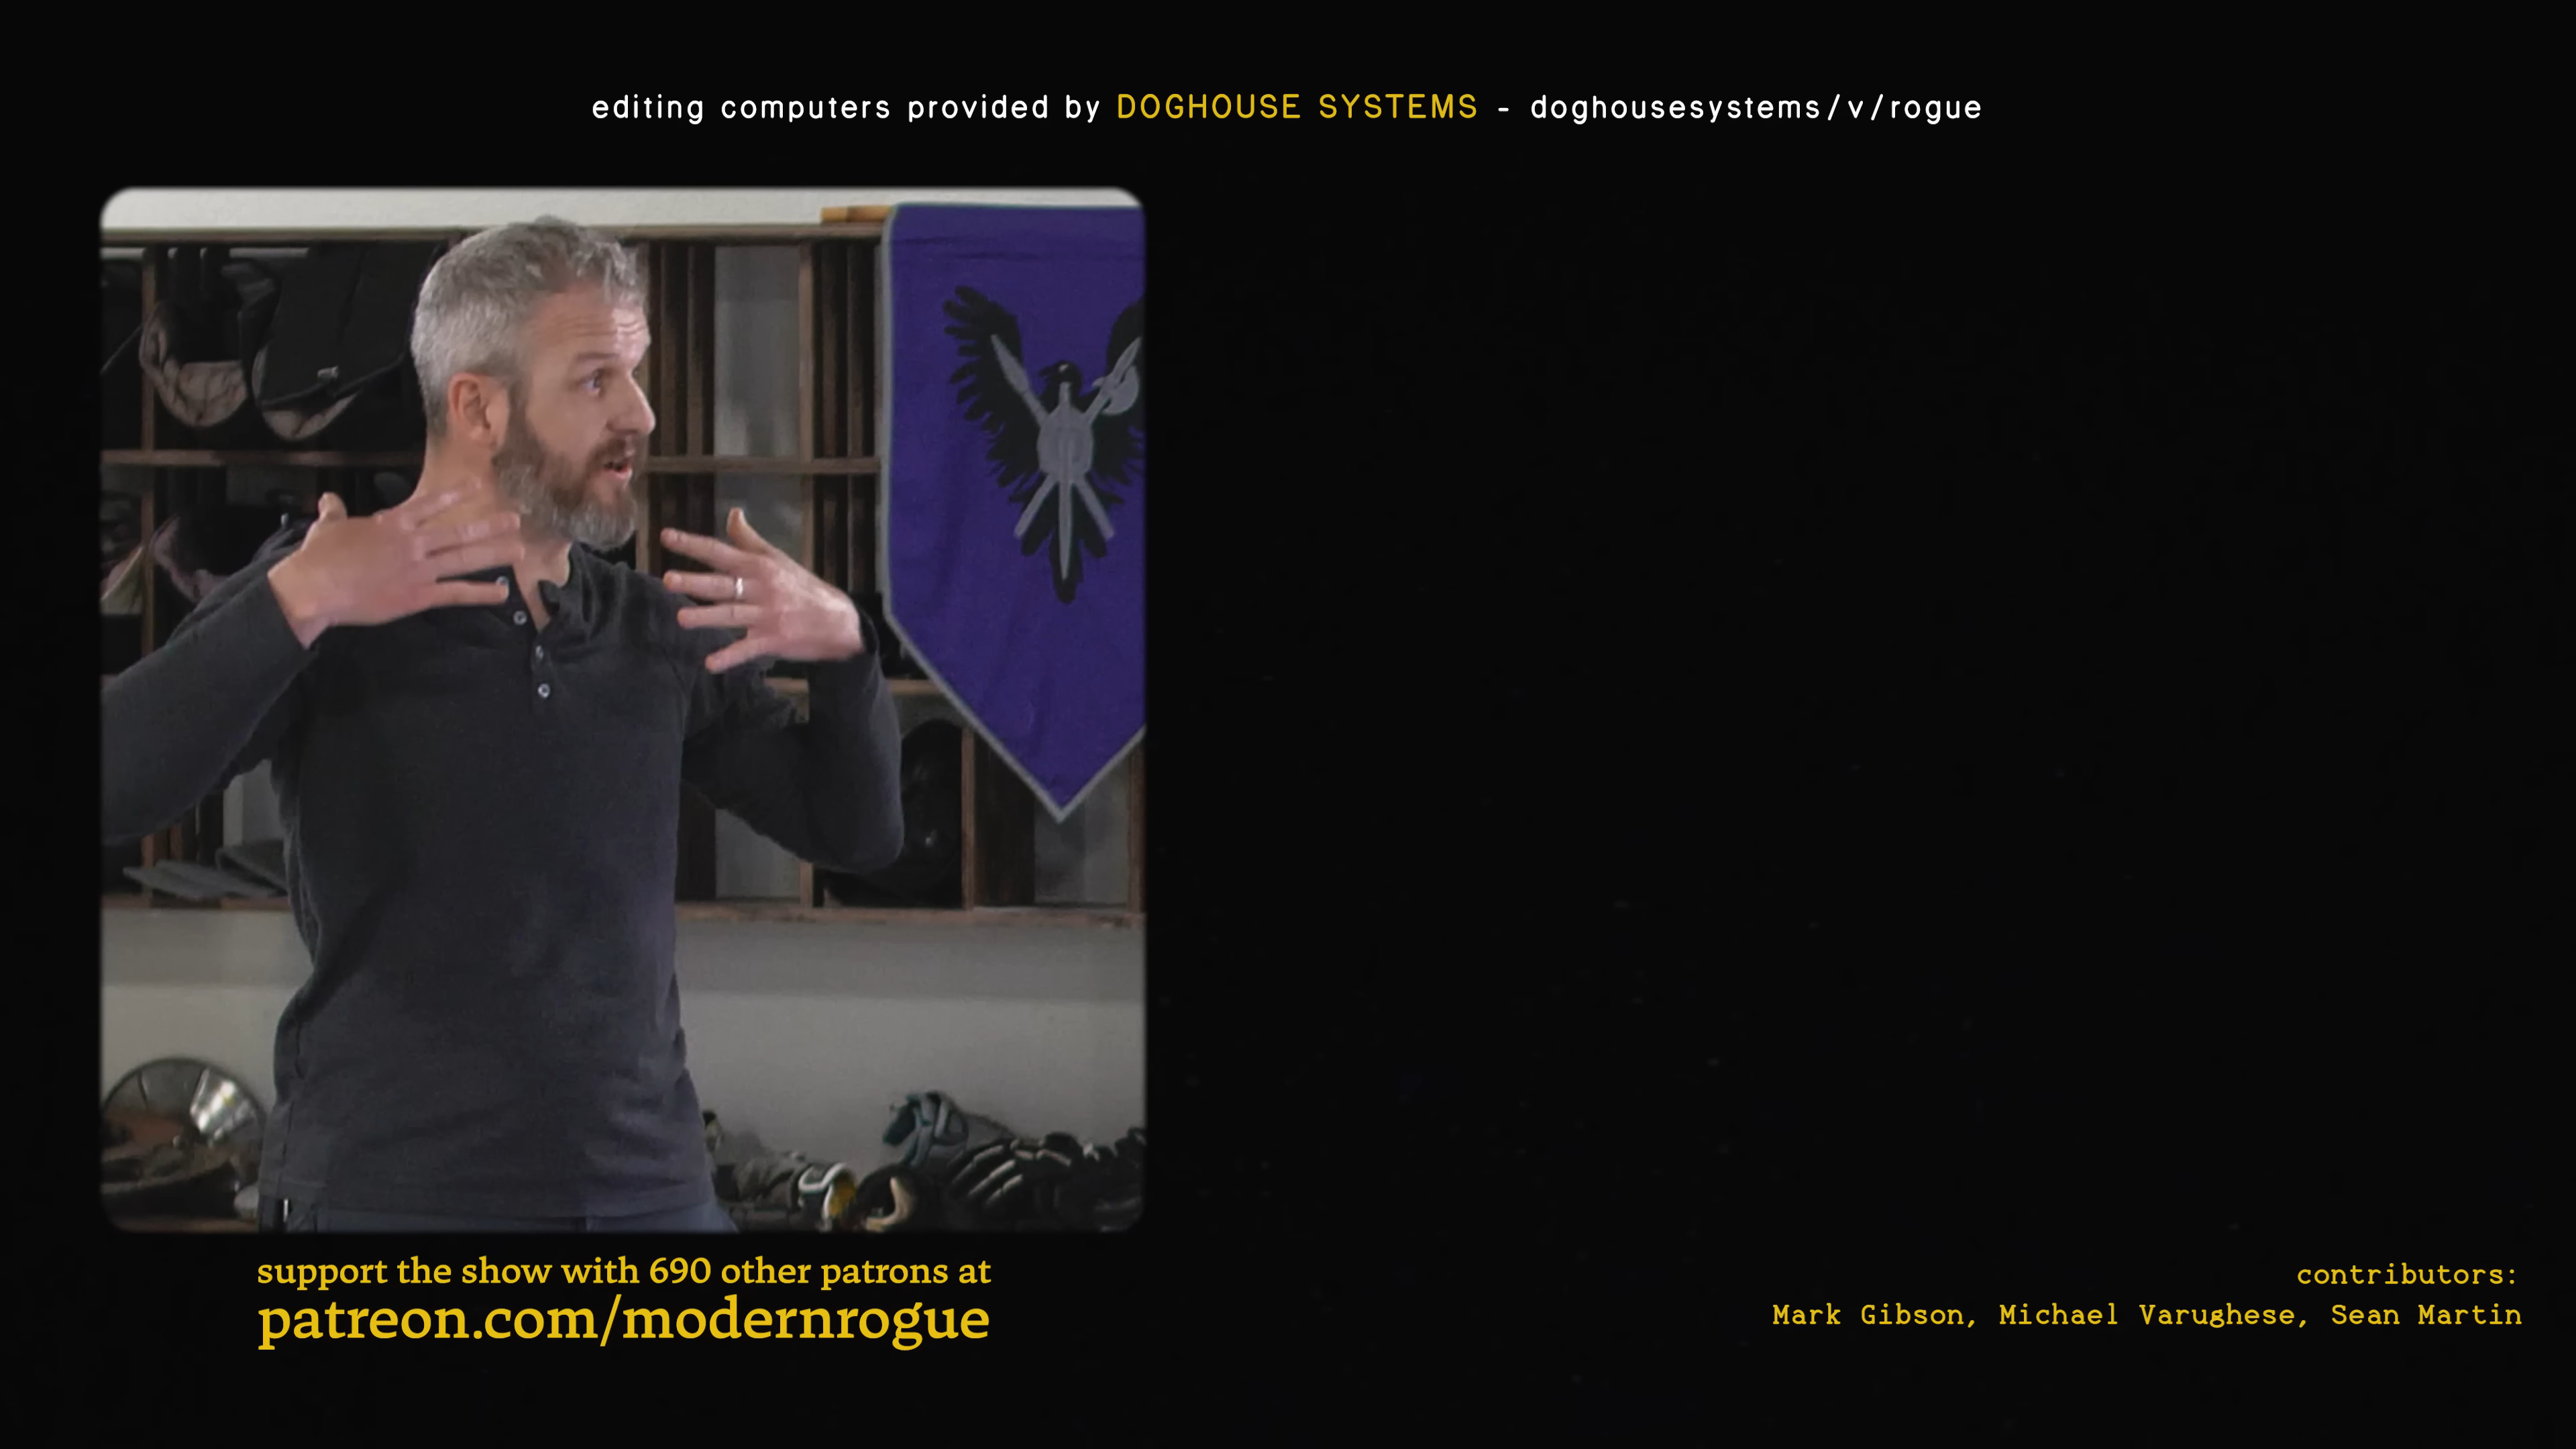 editing computers provided by DOGHOUSE SYSTEMS - doghousesystems/v/rogue
support the show with 690 other patrons at
patreon.com/modernrogue
contributors:
Mark Gibson, Michael Varughese, Sean Martin